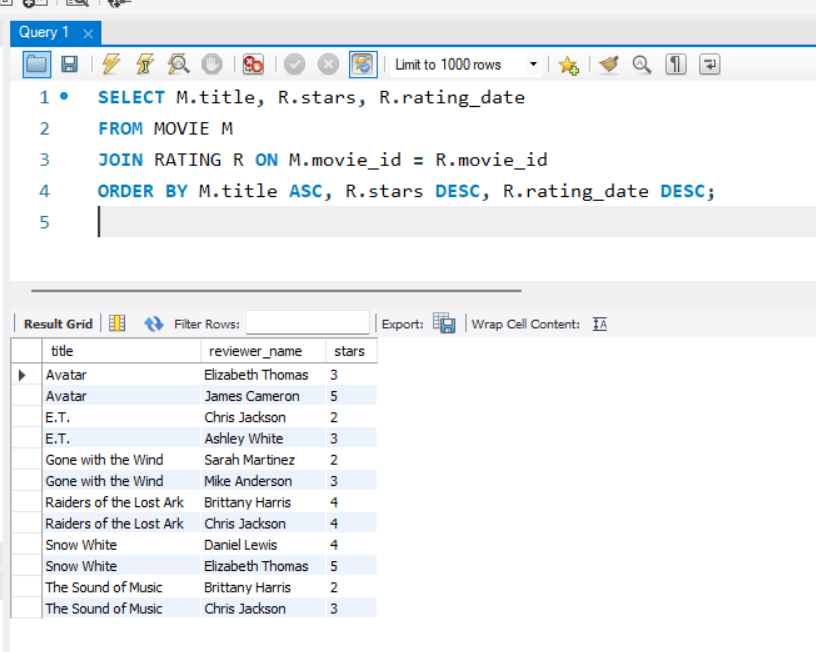 Query 1 ×
Limit to 1000 rows
1 SELECT M.title, R.stars, R.rating_date
2 FROM MOVIE M
3 JOIN RATING R ON M.movie_id = R.movie_id
4 ORDER BY M.title ASC, R.stars DESC, R.rating_date DESC;
5
Result Grid Filter Rows: Export: Wrap Cell Content:
title reviewer_name stars
Avatar Elizabeth Thomas 3
Avatar James Cameron 5
E.T. Chris Jackson 2
E.T. Ashley White 3
Gone with the Wind Sarah Martinez 2
Gone with the Wind Mike Anderson 3
Raiders of the Lost Ark Brittany Harris 4
Raiders of the Lost Ark Chris Jackson 4
Snow White Daniel Lewis 4
Snow White Elizabeth Thomas 5
The Sound of Music Brittany Harris 2
The Sound of Music Chris Jackson 3